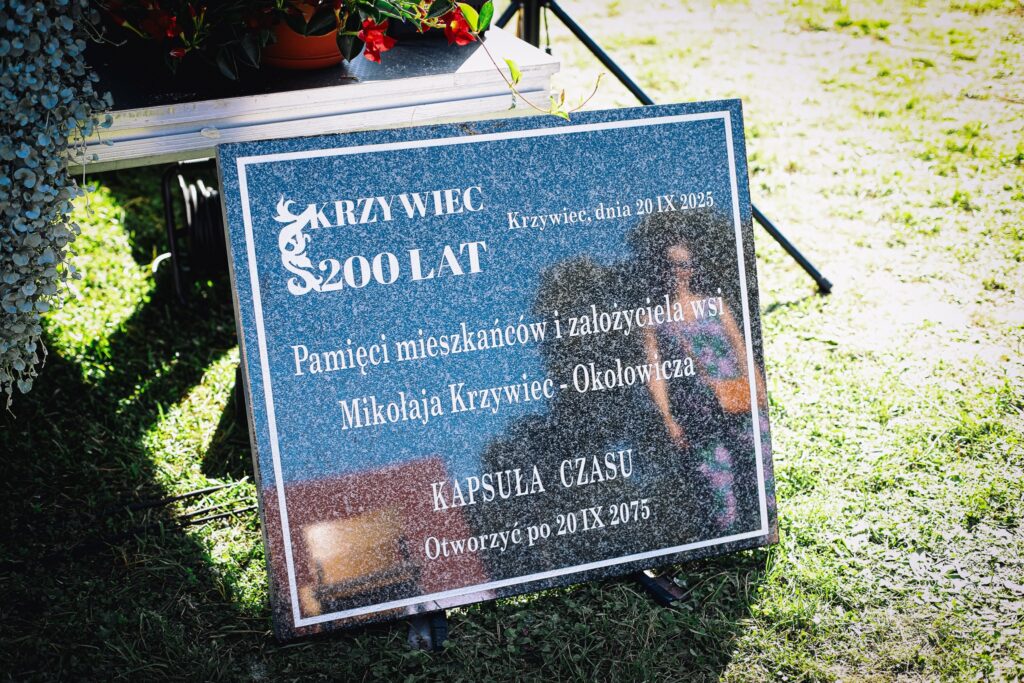 KRZYWIEC
200 LAT
Krzywiec, dnia 20 IX 2025
Pamięci mieszkańców i założyciela wsi
Mikołaja Krzywiec - Okołowicza
KAPSUŁA CZASU
Otworzyć po 20 IX 2075